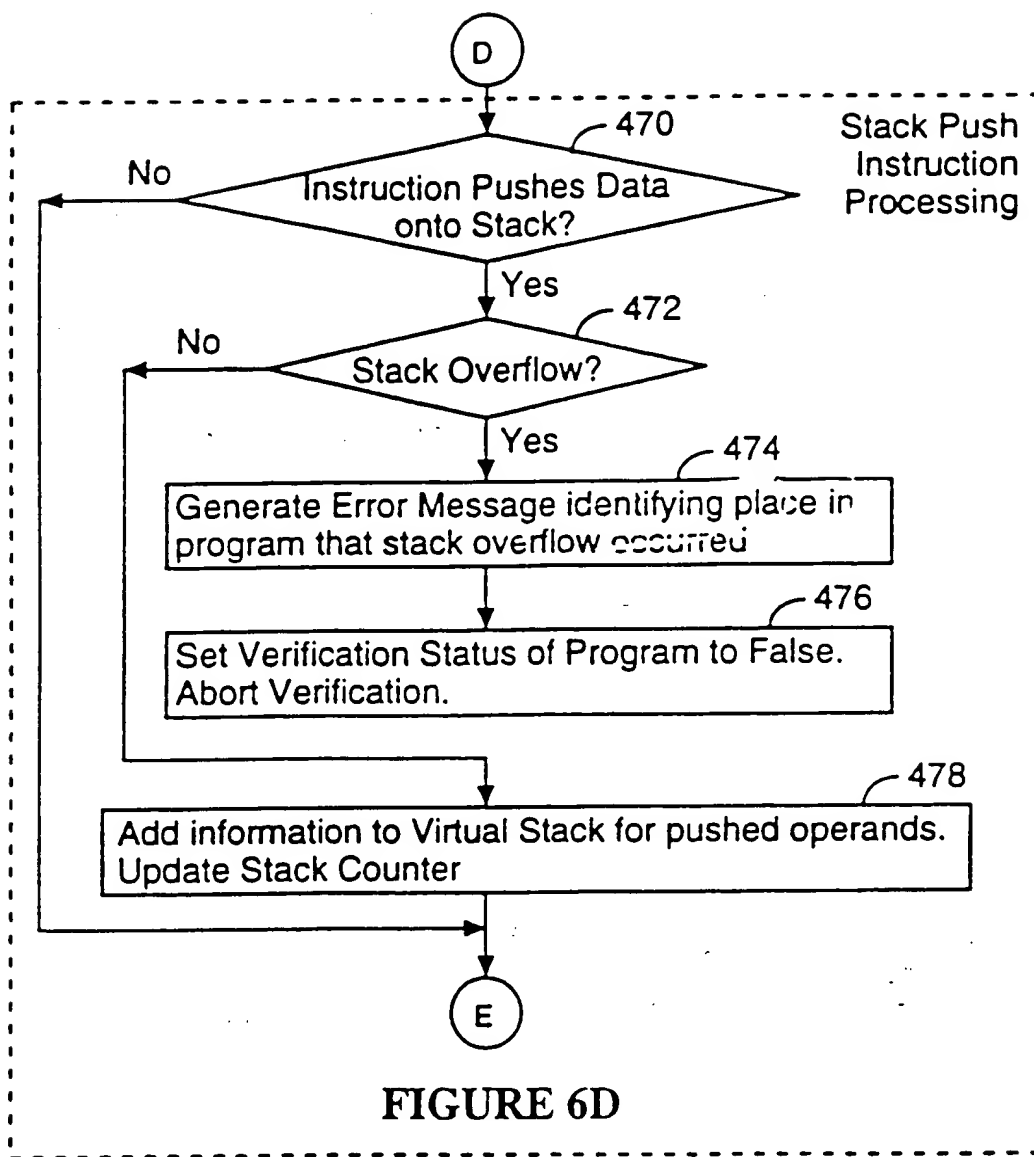 D
470
Stack Push
Instruction
Processing
No
Instruction Pushes Data
onto Stack?
Yes
472
No
Stack Overflow?
Yes
474
Generate Error Message identifying place in
program that stack overflow occurred
476
Set Verification Status of Program to False.
Abort Verification.
478
Add information to Virtual Stack for pushed operands.
Update Stack Counter
E
FIGURE 6D